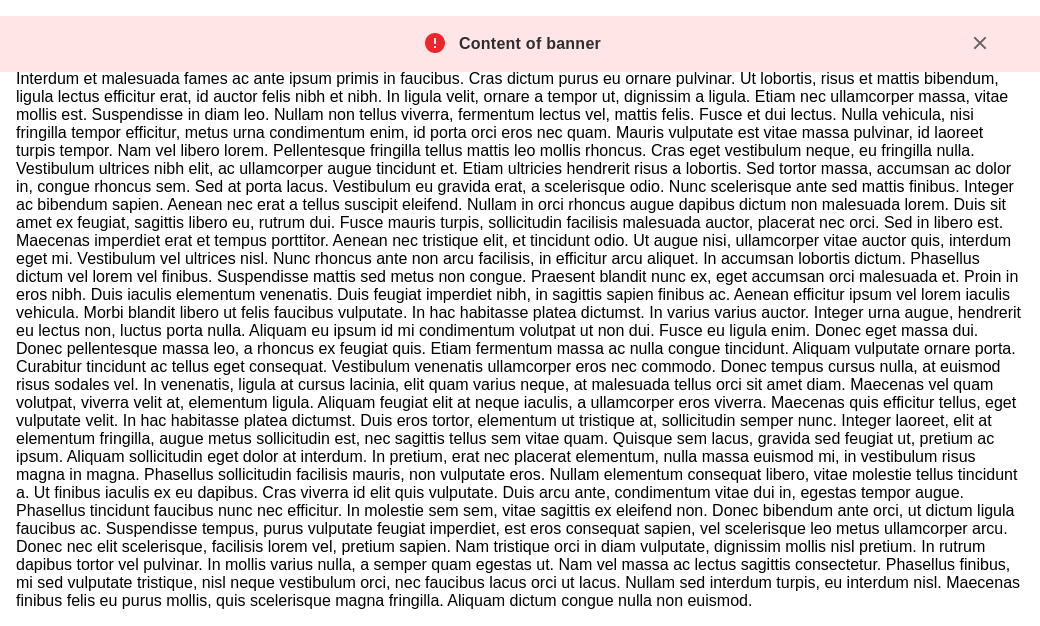 Content of banner
Interdum et malesuada fames ac ante ipsum primis in faucibus. Cras dictum purus eu ornare pulvinar. Ut lobortis, risus et mattis bibendum,
ligula lectus efficitur erat, id auctor felis nibh et nibh. In ligula velit, ornare a tempor ut, dignissim a ligula. Etiam nec ullamcorper massa, vitae
mollis est. Suspendisse in diam leo. Nullam non tellus viverra, fermentum lectus vel, mattis felis. Fusce et dui lectus. Nulla vehicula, nisi
fringilla tempor efficitur, metus urna condimentum enim, id porta orci eros nec quam. Mauris vulputate est vitae massa pulvinar, id laoreet
turpis tempor. Nam vel libero lorem. Pellentesque fringilla tellus mattis leo mollis rhoncus. Cras eget vestibulum neque, eu fringilla nulla.
Vestibulum ultrices nibh elit, ac ullamcorper augue tincidunt et. Etiam ultricies hendrerit risus a lobortis. Sed tortor massa, accumsan ac dolor
in, congue rhoncus sem. Sed at porta lacus. Vestibulum eu gravida erat, a scelerisque odio. Nunc scelerisque ante sed mattis finibus. Integer
ac bibendum sapien. Aenean nec erat a tellus suscipit eleifend. Nullam in orci rhoncus augue dapibus dictum non malesuada lorem. Duis sit
amet ex feugiat, sagittis libero eu, rutrum dui. Fusce mauris turpis, sollicitudin facilisis malesuada auctor, placerat nec orci. Sed in libero est.
Maecenas imperdiet erat et tempus porttitor. Aenean nec tristique elit, et tincidunt odio. Ut augue nisi, ullamcorper vitae auctor quis, interdum
eget mi. Vestibulum vel ultrices nisl. Nunc rhoncus ante non arcu facilisis, in efficitur arcu aliquet. In accumsan lobortis dictum. Phasellus
dictum vel lorem vel finibus. Suspendisse mattis sed metus non congue. Praesent blandit nunc ex, eget accumsan orci malesuada et. Proin in
eros nibh. Duis iaculis elementum venenatis. Duis feugiat imperdiet nibh, in sagittis sapien finibus ac. Aenean efficitur ipsum vel lorem iaculis
vehicula. Morbi blandit libero ut felis faucibus vulputate. In hac habitasse platea dictumst. In varius varius auctor. Integer urna augue, hendrerit
eu lectus non, luctus porta nulla. Aliquam eu ipsum id mi condimentum volutpat ut non dui. Fusce eu ligula enim. Donec eget massa dui.
Donec pellentesque massa leo, a rhoncus ex feugiat quis. Etiam fermentum massa ac nulla congue tincidunt. Aliquam vulputate ornare porta.
Curabitur tincidunt ac tellus eget consequat. Vestibulum venenatis ullamcorper eros nec commodo. Donec tempus cursus nulla, at euismod
risus sodales vel. In venenatis, ligula at cursus lacinia, elit quam varius neque, at malesuada tellus orci sit amet diam. Maecenas vel quam
volutpat, viverra velit at, elementum ligula. Aliquam feugiat elit at neque iaculis, a ullamcorper eros viverra. Maecenas quis efficitur tellus, eget
vulputate velit. In hac habitasse platea dictumst. Duis eros tortor, elementum ut tristique at, sollicitudin semper nunc. Integer laoreet, elit at
elementum fringilla, augue metus sollicitudin est, nec sagittis tellus sem vitae quam. Quisque sem lacus, gravida sed feugiat ut, pretium ac
ipsum. Aliquam sollicitudin eget dolor at interdum. In pretium, erat nec placerat elementum, nulla massa euismod mi, in vestibulum risus
magna in magna. Phasellus sollicitudin facilisis mauris, non vulputate eros. Nullam elementum consequat libero, vitae molestie tellus tincidunt
a. Ut finibus iaculis ex eu dapibus. Cras viverra id elit quis vulputate. Duis arcu ante, condimentum vitae dui in, egestas tempor augue.
Phasellus tincidunt faucibus nunc nec efficitur. In molestie sem sem, vitae sagittis ex eleifend non. Donec bibendum ante orci, ut dictum ligula
faucibus ac. Suspendisse tempus, purus vulputate feugiat imperdiet, est eros consequat sapien, vel scelerisque leo metus ullamcorper arcu.
Donec nec elit scelerisque, facilisis lorem vel, pretium sapien. Nam tristique orci in diam vulputate, dignissim mollis nisl pretium. In rutrum
dapibus tortor vel pulvinar. In mollis varius nulla, a semper quam egestas ut. Nam vel massa ac lectus sagittis consectetur. Phasellus finibus,
mi sed vulputate tristique, nisl neque vestibulum orci, nec faucibus lacus orci ut lacus. Nullam sed interdum turpis, eu interdum nisl. Maecenas
finibus felis eu purus mollis, quis scelerisque magna fringilla. Aliquam dictum congue nulla non euismod.